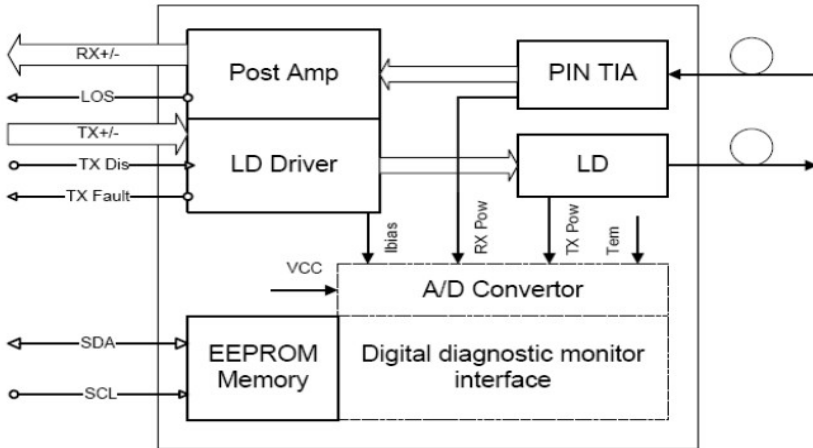 RX+/-
Post Amp
PIN TIA
LOS
TX+/-
TX Dis
LD Driver
LD
TX Fault
Ibias
RX Pow
TX Pow
Tem
VCC
A/D Convertor
SDA
EEPROM
Memory
Digital diagnostic monitor
interface
SCL